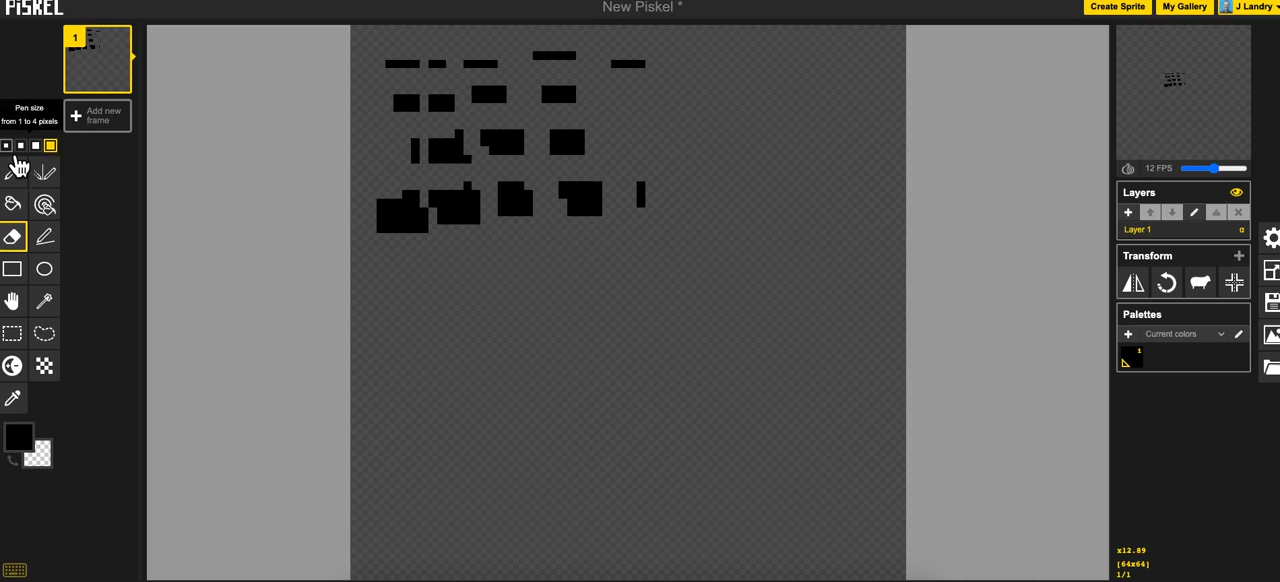 PiSKEL
New Piskel *
Create Sprite
My Gallery
J Landry
1
Pen size
from 1 to 4 pixels
Add new
frame
12 FPS
Layers
Layer 1
α
Transform
Palettes
Current colors
1
x12.89
[64x64]
1/1